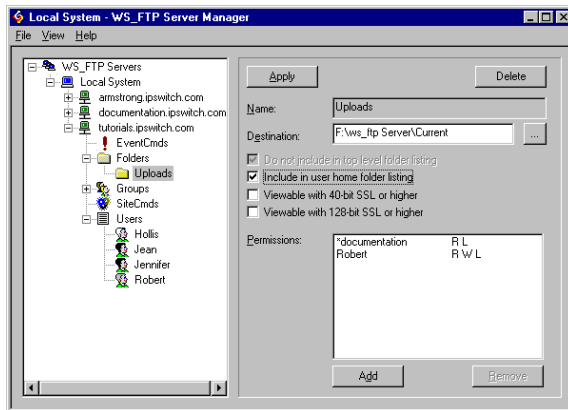 Local System - WS_FTP Server Manager
File View Help
WS_FTP Servers
Local System
armstrong.ipswitch.com
documentation.ipswitch.com
tutorials.ipswitch.com
EventCmds
Folders
Uploads
Groups
SiteCmds
Users
Hollis
Jean
Jennifer
Robert
Apply Delete
Name: Uploads
Destination: F:\ws_ftp Server\Current ...
Do not include in top level folder listing
Include in user home folder listing
Viewable with 40-bit SSL or higher
Viewable with 128-bit SSL or higher
Permissions: *documentation R L
Robert R W L
Add Remove